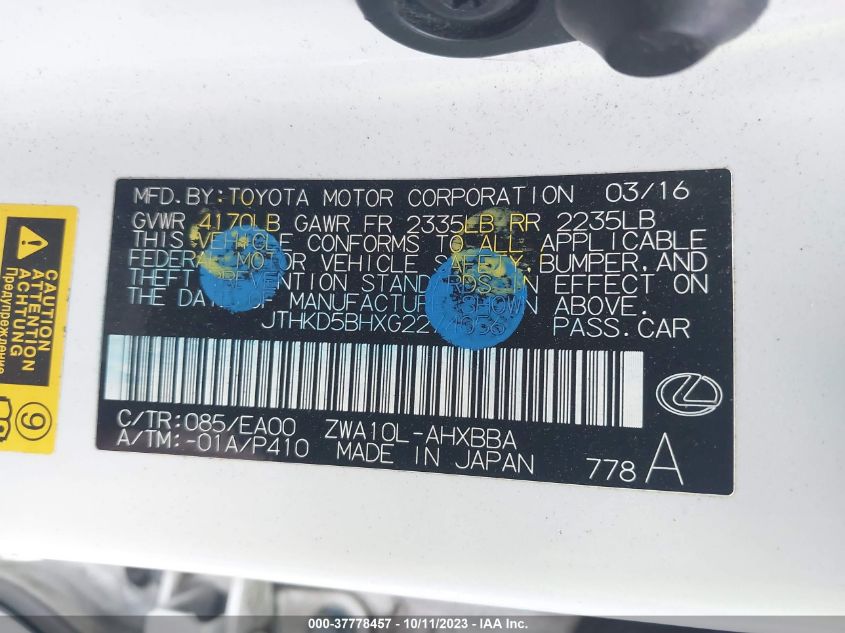 MFD.BY:TOYOTA MOTOR CORPORATION 03/16
GVWR 4170LB GAWR FR 2335LB RR 2235LB
THIS VEHICLE CONFORMS TO ALL APPLICABLE
FEDERAL MOTOR VEHICLE SAFETY, BUMPER, AND
THEFT PREVENTION STANDARDS IN EFFECT ON
THE DATE OF MANUFACTURE SHOWN ABOVE.
PASS.CAR
C/TR:085/EA00 ZWA10L-AHXBBA
A/TM:-01A/P410 MADE IN JAPAN
778 A
CAUTION
ATTENTION
ACHTUNG
Предупреждение
9
000-37778457 - 10/11/2023 - IAA Inc.